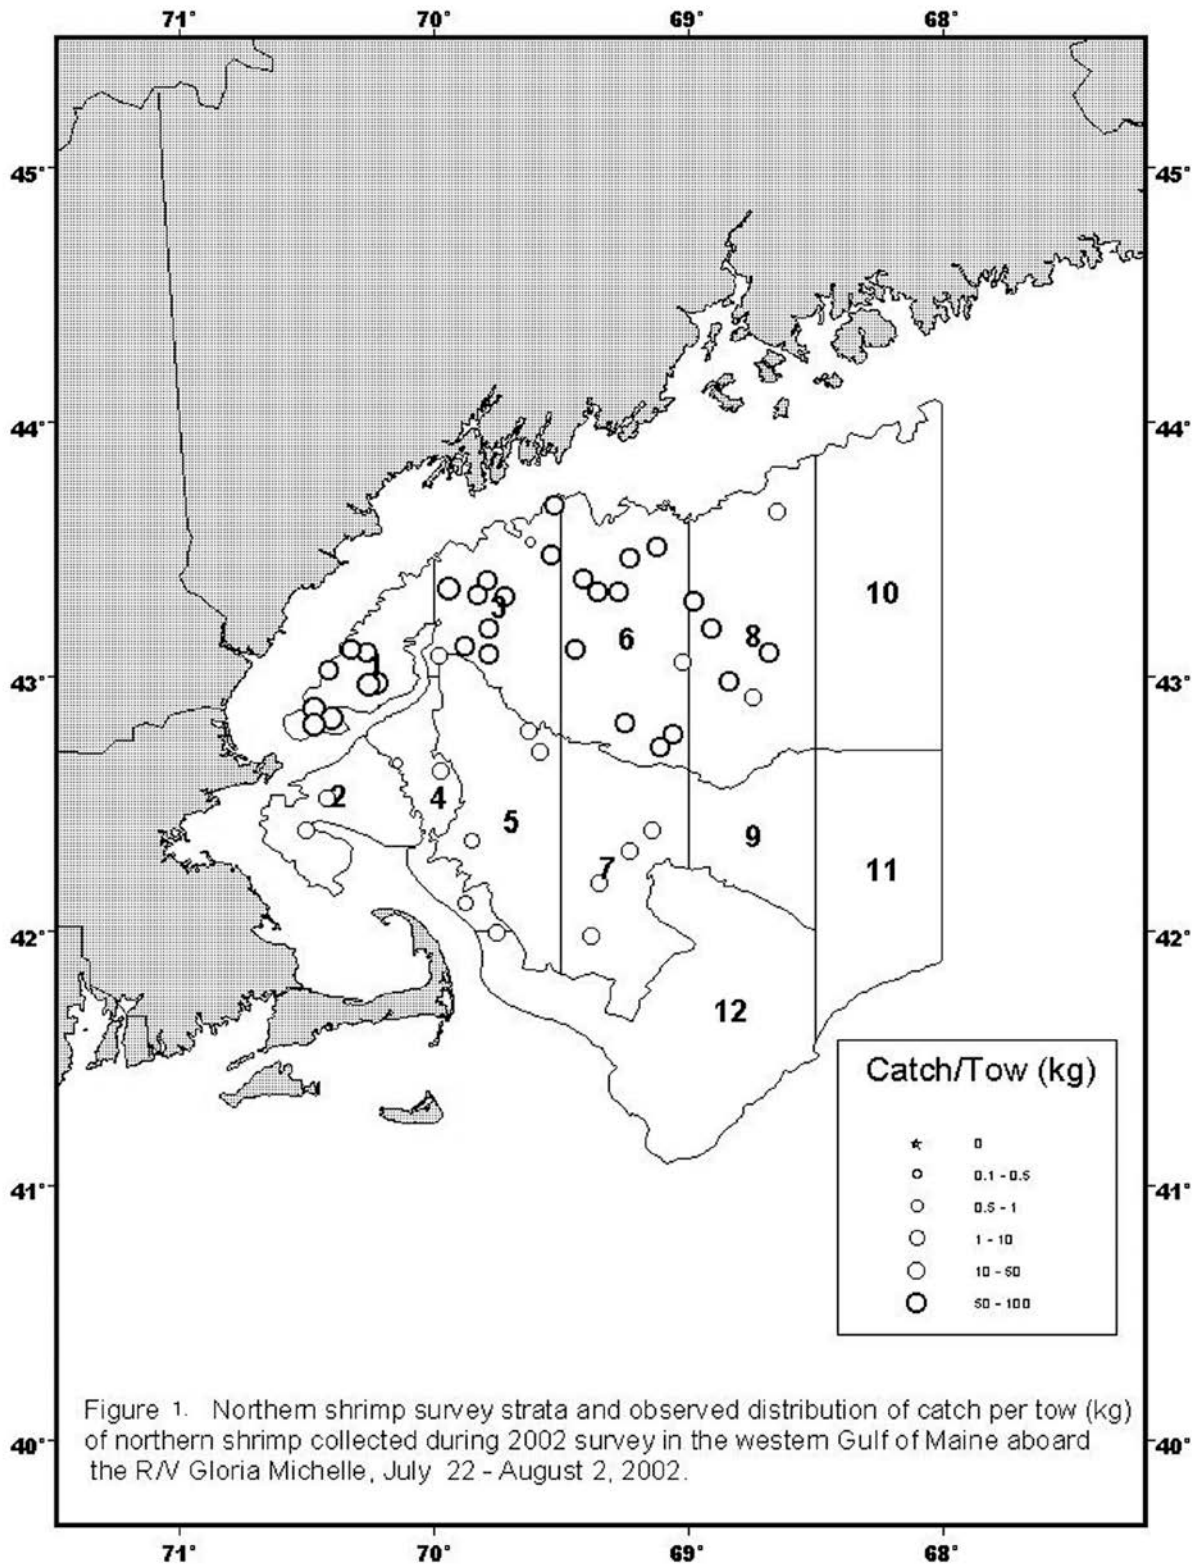 71° 70° 69° 68°
45° 45°
44° 44°
10
3
6 8
1
43° 43°
2 4
5
9
7 11
42° 42°
12
Catch/Tow (kg)
0
0.1 - 0.5
41° 41°
0.5 - 1
1 - 10
10 - 50
50 - 100
Figure 1. Northern shrimp survey strata and observed distribution of catch per tow (kg)
of northern shrimp collected during 2002 survey in the western Gulf of Maine aboard
40° 40°
the R/V Gloria Michelle, July 22 - August 2, 2002.
71° 70° 69° 68°